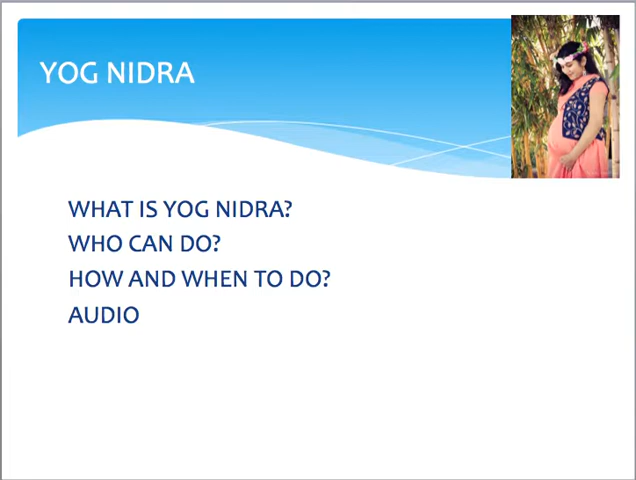 YOG NIDRA
WHAT IS YOG NIDRA?
WHO CAN DO?
HOW AND WHEN TO DO?
AUDIO